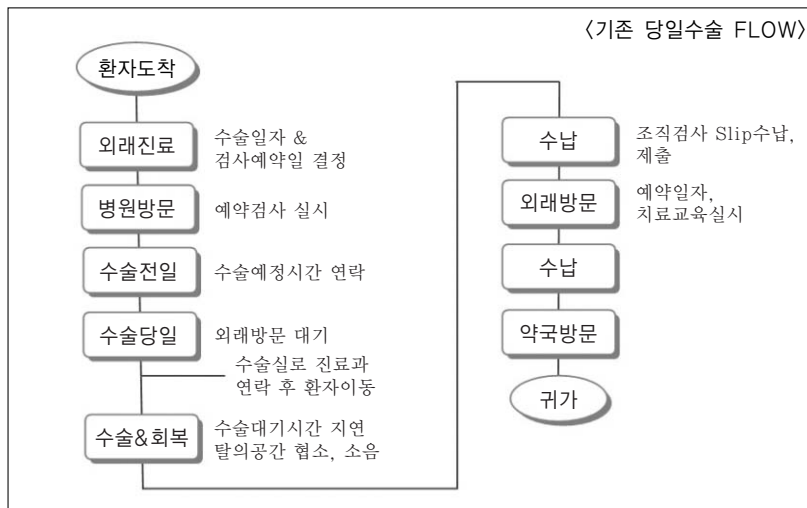 〈기존 당일수술 FLOW〉
환자도착
외래진료
수술일자 &
검사예약일 결정
병원방문
예약검사 실시
수술전일
수술예정시간 연락
수술당일
외래방문 대기
수술실로 진료과
연락 후 환자이동
수술&회복
수술대기시간 지연
탈의공간 협소, 소음
수납
조직검사 Slip수납,
제출
외래방문
예약일자,
치료교육실시
수납
약국방문
귀가